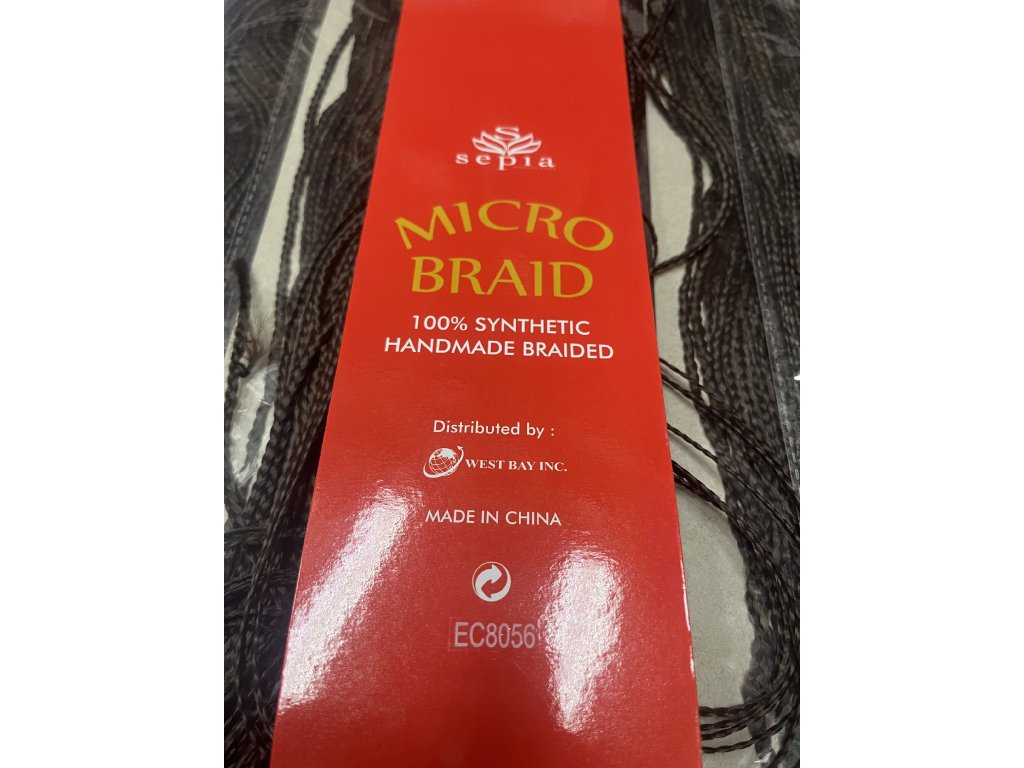 S
sepia
MICRO
BRAID
100% SYNTHETIC
HANDMADE BRAIDED
Distributed by :
WEST BAY INC.
MADE IN CHINA
EC8056